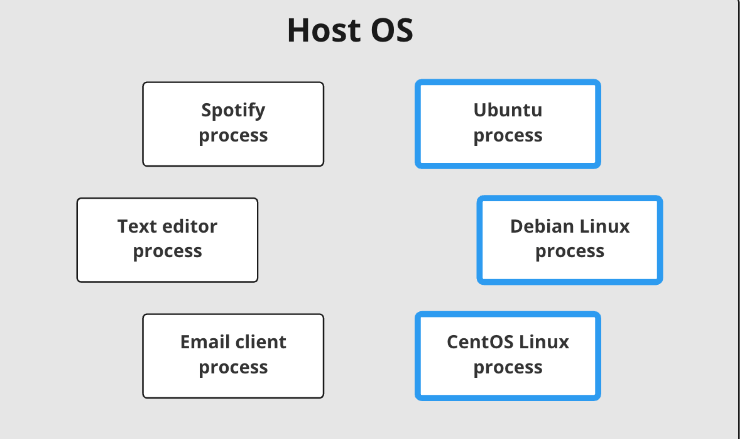 Host OS
Spotify
process
Ubuntu
process
Text editor
process
Debian Linux
process
Email client
process
CentOS Linux
process